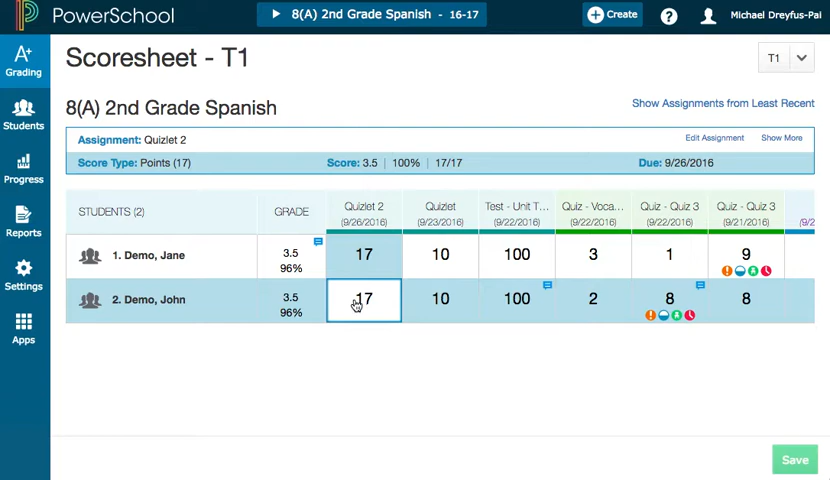 PowerSchool
8(A) 2nd Grade Spanish - 16-17
Create
?
Michael Dreyfus-Pai
A+
Grading
Students
Progress
Reports
Settings
Apps
Scoresheet - T1
T1
8(A) 2nd Grade Spanish
Show Assignments from Least Recent
Assignment: Quizlet 2
Edit Assignment
Show More
Score Type: Points (17)
Score: 3.5 | 100% | 17/17
Due: 9/26/2016
STUDENTS (2) GRADE Quizlet 2 Quizlet Test - Unit T... Quiz - Voca... Quiz - Quiz 3 Quiz - Quiz 3
(9/26/2016) (9/23/2016) (9/22/2016) (9/22/2016) (9/22/2016) (9/21/2016) (9/2
1. Demo, Jane 3.5 96% 17 10 100 3 1 9
2. Demo, John 3.5 96% 17 10 100 2 8 8
Save